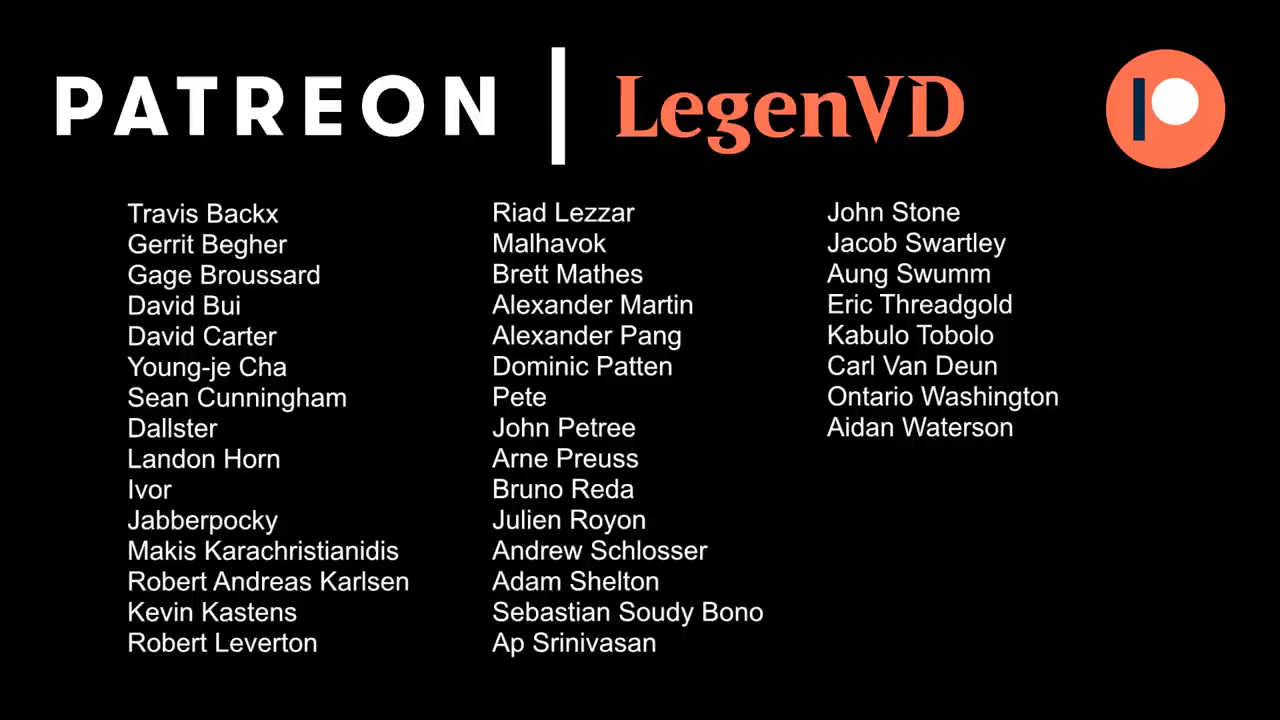 PATREON | LegenVD
Travis Backx
Gerrit Begher
Gage Broussard
David Bui
David Carter
Young-je Cha
Sean Cunningham
Dallster
Landon Horn
Ivor
Jabberpocky
Makis Karachristianidis
Robert Andreas Karlsen
Kevin Kastens
Robert Leverton
Riad Lezzar
Malhavok
Brett Mathes
Alexander Martin
Alexander Pang
Dominic Patten
Pete
John Petree
Arne Preuss
Bruno Reda
Julien Royon
Andrew Schlosser
Adam Shelton
Sebastian Soudy Bono
Ap Srinivasan
John Stone
Jacob Swartley
Aung Swumm
Eric Threadgold
Kabulo Tobolo
Carl Van Deun
Ontario Washington
Aidan Waterson